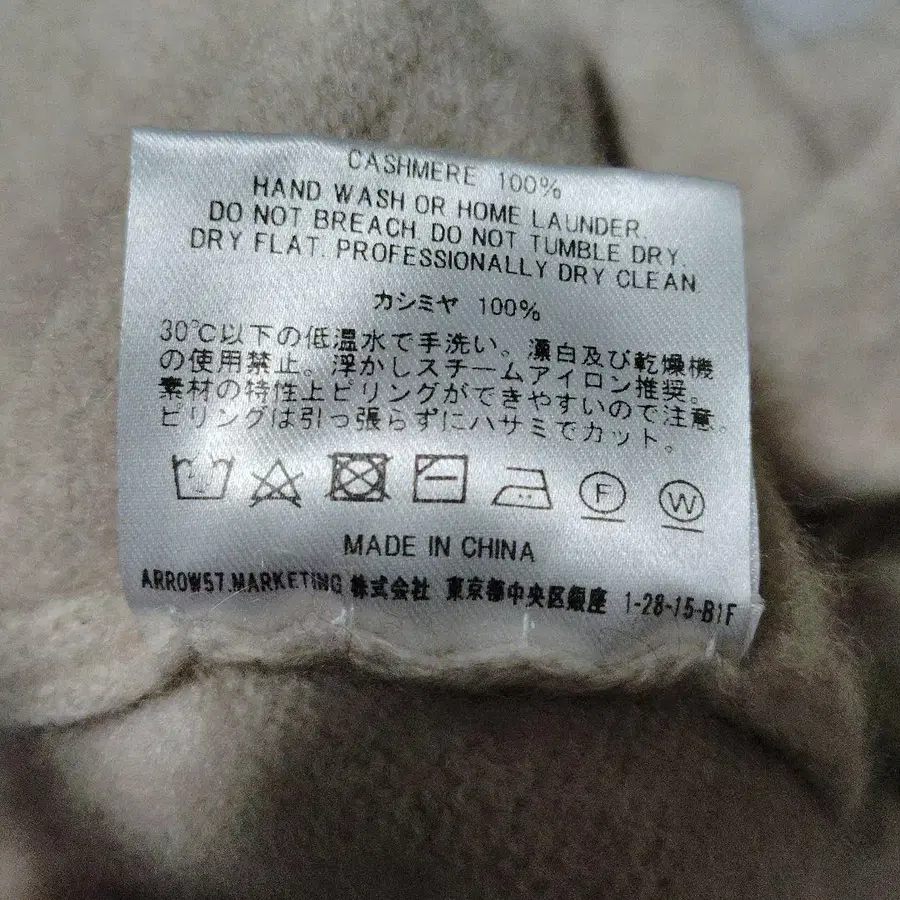 CASHMERE 100%
HAND WASH OR HOME LAUNDER.
DO NOT BREACH. DO NOT TUMBLE DRY.
DRY FLAT. PROFESSIONALLY DRY CLEAN
カシミヤ 100%
30℃以下の低温水で手洗い。漂白及び乾燥機
の使用禁止。浮かしスチームアイロン推奨。
素材の特性上ピリングができやすいので注意。
ピリングは引っ張らずにハサミでカット。
F W
MADE IN CHINA
ARROW57.MARKETING 株式会社 東京都中央区銀座 1-28-15-B1F